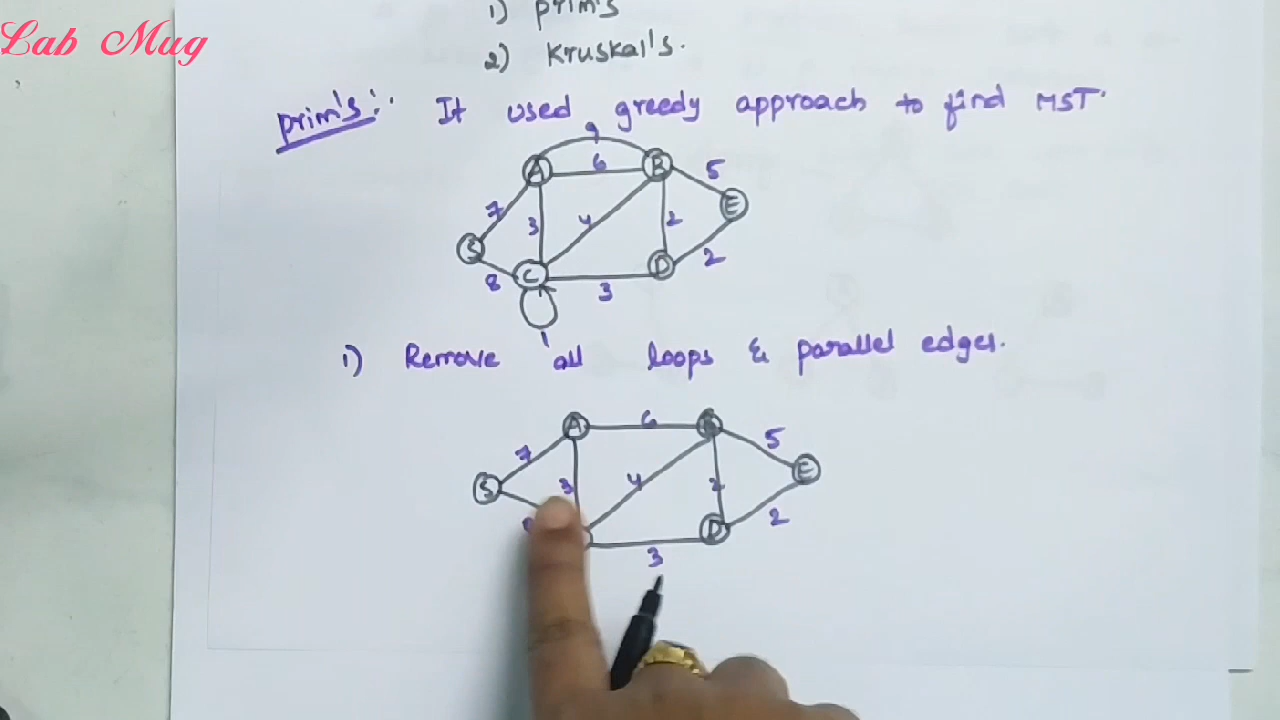 Lab Mug
1) prim's
2) Kruskal's.
prim's:- It used greedy approach to find MST.
9
A 6 B 5
7 3 4 2 E
S
8 C D 2
3
1
1) Remove all loops & parallel edges.
A 6 B 5
7
S 3 4 2 E
D 2
3